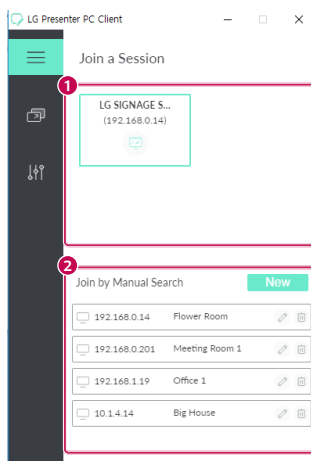 LG Presenter PC Client
Join a Session
1
LG SIGNAGE S...
(192.168.0.14)
2
Join by Manual Search
New
192.168.0.14 Flower Room
192.168.0.201 Meeting Room 1
192.168.1.19 Office 1
10.1.4.14 Big House